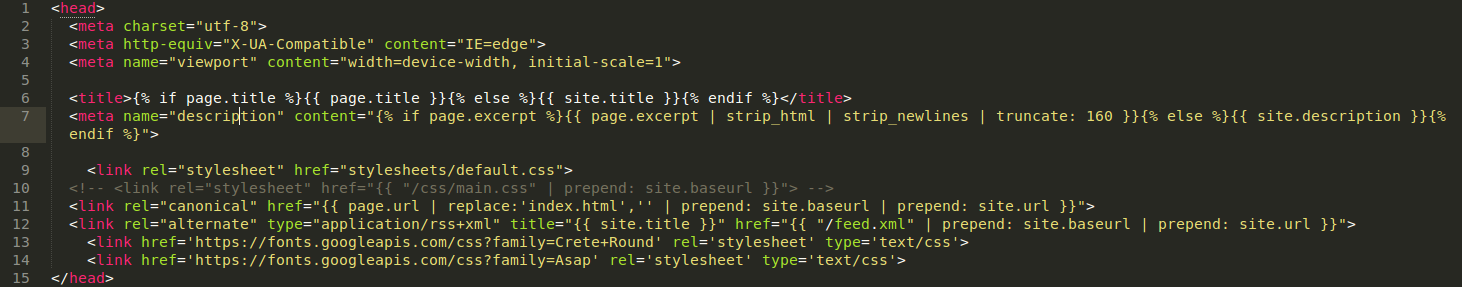 1 <head>
2 <meta charset="utf-8">
3 <meta http-equiv="X-UA-Compatible" content="IE=edge">
4 <meta name="viewport" content="width=device-width, initial-scale=1">
5
6 <title>{% if page.title %}{{ page.title }}{% else %}{{ site.title }}{% endif %}</title>
7 <meta name="description" content="{% if page.excerpt %}{{ page.excerpt | strip_html | strip_newlines | truncate: 160 }}{% else %}{{ site.description }}{%
endif %}">
8
9 <link rel="stylesheet" href="stylesheets/default.css">
10 <!-- <link rel="stylesheet" href="{{ "/css/main.css" | prepend: site.baseurl }}"> -->
11 <link rel="canonical" href="{{ page.url | replace:'index.html','' | prepend: site.baseurl | prepend: site.url }}">
12 <link rel="alternate" type="application/rss+xml" title="{{ site.title }}" href="{{ "/feed.xml" | prepend: site.baseurl | prepend: site.url }}">
13 <link href='https://fonts.googleapis.com/css?family=Crete+Round' rel='stylesheet' type='text/css'>
14 <link href='https://fonts.googleapis.com/css?family=Asap' rel='stylesheet' type='text/css'>
15 </head>